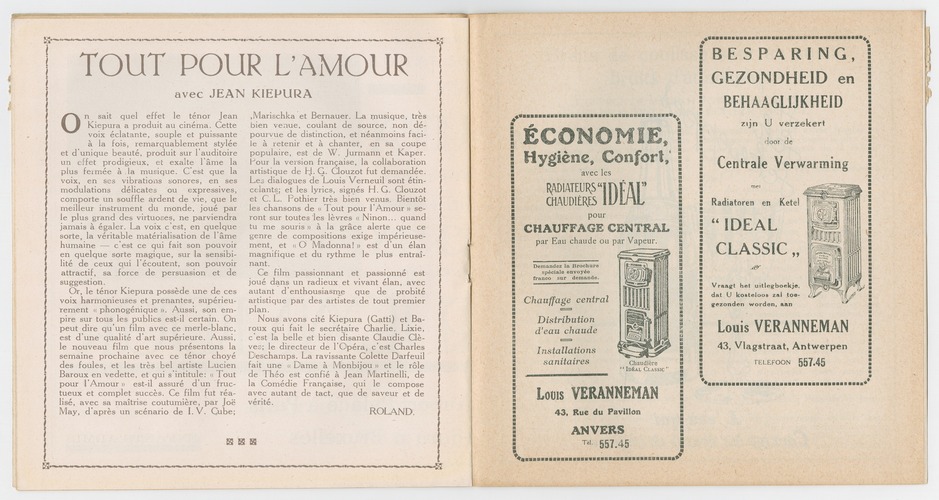 TOUT POUR L'AMOUR
avec JEAN KIEPURA
On sait quel effet le ténor Jean
Kiepura a produit au cinéma. Cette
voix éclatante, souple et puissante
à la fois, remarquablement stylée
et d'unique beauté, produit sur l'auditoire
un effet prodigieux, et exalte l'âme la
plus fermée à la musique. C'est que la
voix, en ses vibrations sonores, en ses
modulations délicates ou expressives,
comporte un souffle ardent de vie, que le
meilleur instrument du monde, joué par
le plus grand des virtuoses, ne parviendra
jamais à égaler. La voix c'est, en quelque
sorte, la véritable matérialisation de l'âme
humaine — c'est ce qui fait son pouvoir
en quelque sorte magique, sur la sensibi-
lité de ceux qui l'écoutent, son pouvoir
attractif, sa force de persuasion et de
suggestion.
Or, le ténor Kiepura possède une de ces
voix harmonieuses et prenantes, supérieu-
rement « phonogénique ». Aussi, son em-
pire sur tous les publics est-il certain. On
peut dire qu'un film avec ce merle-blanc,
est d'une qualité d'art supérieure. Aussi,
le nouveau film que nous présentons la
semaine prochaine avec ce ténor choyé
des foules, et les très bel artiste Lucien
Baroux en vedette, et qui s'intitule: « Tout
pour l'Amour » est-il assuré d'un fruc-
tueux et complet succès. Ce film fut réa-
lisé, avec sa maîtrise coutumière, par Joë
May, d'après un scénario de I. V. Cube;
,Marischka et Bernauer. La musique, très
bien venue, coulant de source, non dé-
pourvue de distinction, et néanmoins faci-
le à retenir et à chanter, en sa coupe
populaire, est de W. Jurmann et Kaper.
Pour la version française, la collaboration
artistique de H. G. Clouzot fut demandée.
Les dialogues de Louis Verneuil sont étin-
celants; et les lyrics, signés H. G. Clouzot
et C. L. Pothier très bien venus. Bientôt
les chansons de « Tout pour l'Amour » se-
ront sur toutes les lèvres « Ninon... quand
tu me souris » à la grâce alerte que ce
genre de compositions exige impérieuse-
ment, et « O Madonna! » est d'un élan
magnifique et du rythme le plus entraî-
nant.
Ce film passionnant et passionné est
joué dans un radieux et vivant élan, avec
autant d'enthousiasme que de probité
artistique par des artistes de tout premier
plan.
Nous avons cité Kiepura (Gatti) et Ba-
roux qui fait le secrétaire Charlie. Lixie,
c'est la belle et bien disante Claudie Clè-
ves; le directeur de l'Opéra, c'est Charles
Deschamps. La ravissante Colette Darfeuil
fait une « Dame à Monbijou » et le rôle
de Théo est confié à Jean Martinelli, de
la Comédie Française, qui le compose
avec autant de tact, que de saveur et de
vérité.
ROLAND.
ÉCONOMIE,
Hygiène, Confort,
avec les
RADIATEURS
CHAUDIÈRES "IDÉAL"
pour
CHAUFFAGE CENTRAL
par Eau chaude ou par Vapeur.
Demandez la Brochure
spéciale envoyée
franco sur demande.
Chauffage central
Distribution
d'eau chaude
Installations
sanitaires
Chaudière
"IDÉAL CLASSIC"
Louis VERANNEMAN
43, Rue du Pavillon
ANVERS
Tél. 557.45
BESPARING,
GEZONDHEID en
BEHAAGLIJKHEID
zijn U verzekert
door de
Centrale Verwarming
met
Radiatoren en Ketel
"IDEAL
CLASSIC„
Vraagt het uitlegboekje,
dat U kosteloos zal toe-
gezonden worden, aan
Louis VERANNEMAN
43, Vlagstraat, Antwerpen
TELEFOON 557.45